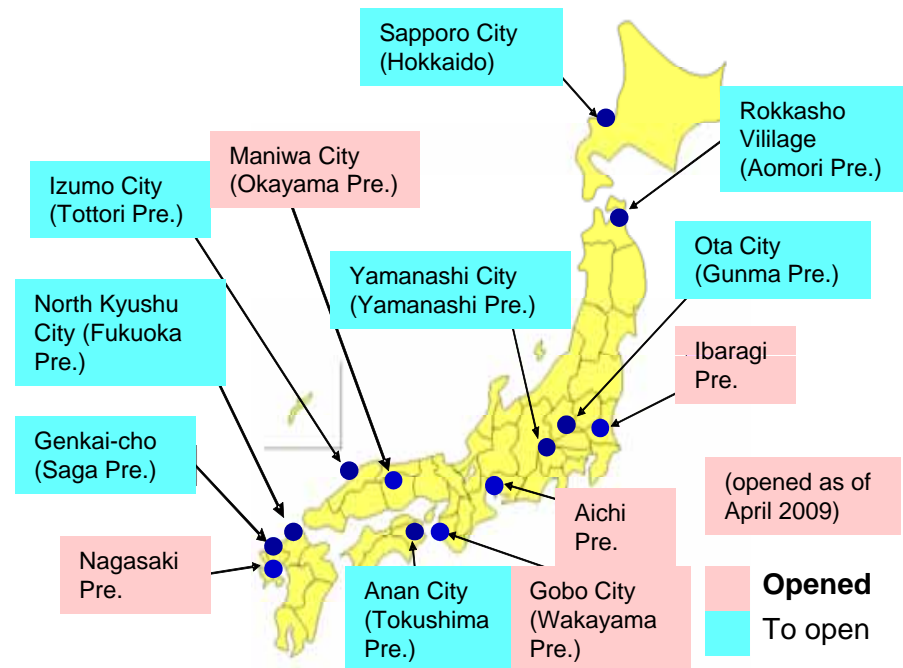 Sapporo City
(Hokkaido)
Rokkasho
Vililage
(Aomori Pre.)
Maniwa City
(Okayama Pre.)
Izumo City
(Tottori Pre.)
Ota City
(Gunma Pre.)
Yamanashi City
(Yamanashi Pre.)
North Kyushu
City (Fukuoka
Pre.)
Ibaragi
Pre.
Genkai-cho
(Saga Pre.)
(opened as of
April 2009)
Aichi
Pre.
Nagasaki
Pre.
Anan City
(Tokushima
Pre.)
Gobo City
(Wakayama
Pre.)
Opened
To open